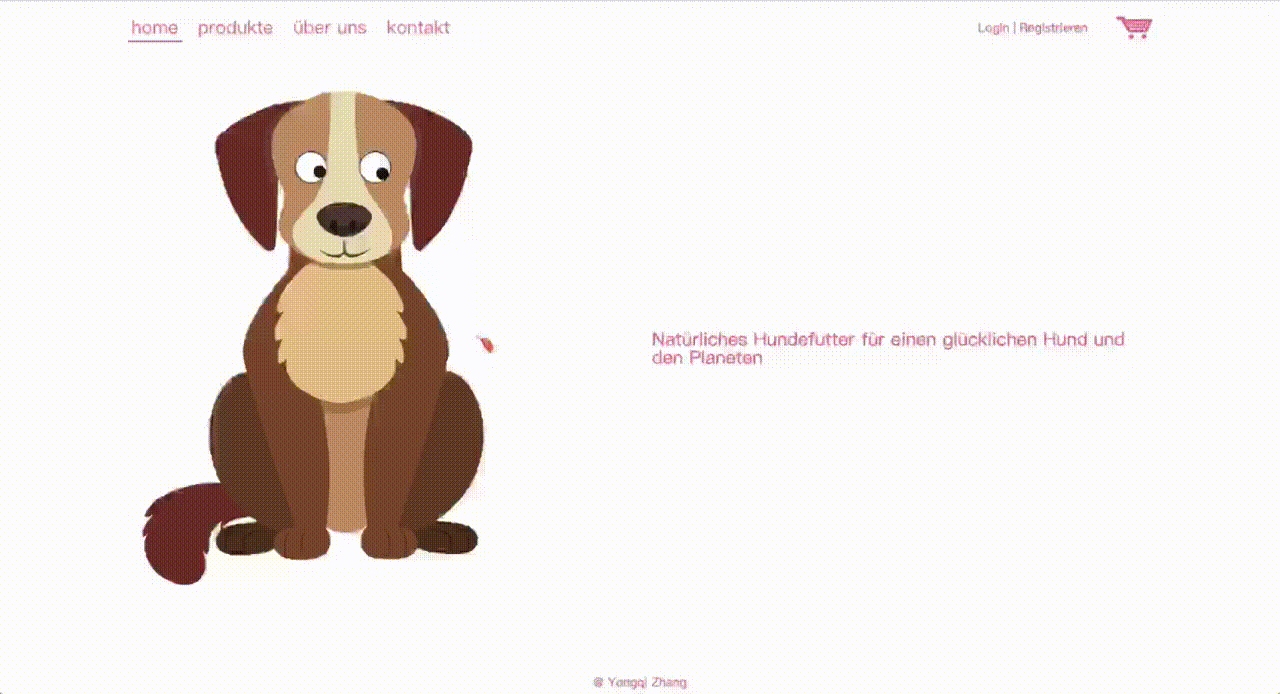 home produkte über uns kontakt Login | Registrieren
Natürliches Hundefutter für einen glücklichen Hund und
den Planeten
@ Yongqi Zhang